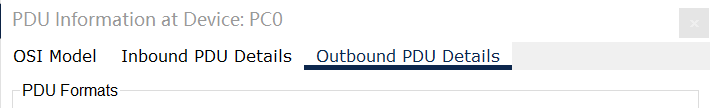 PDU Information at Device: PC0
OSI Model Inbound PDU Details Outbound PDU Details
PDU Formats